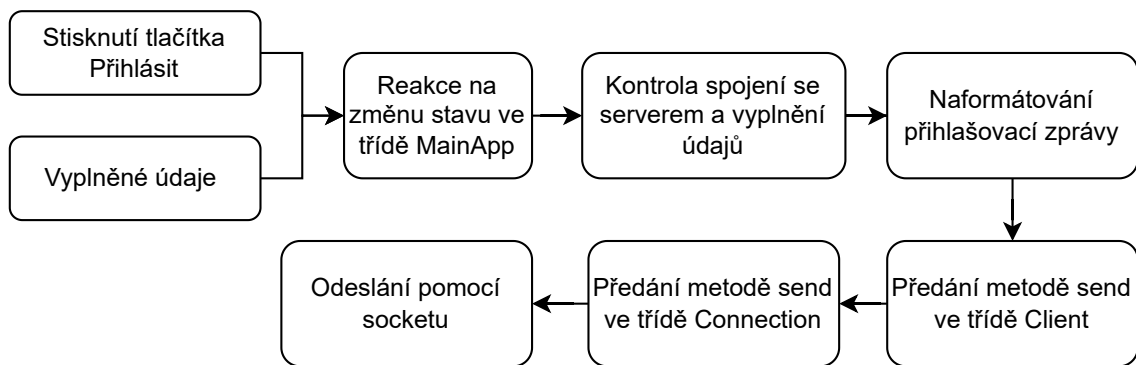 Stisknutí tlačítka
Přihlásit
Vyplněné údaje
Reakce na
změnu stavu ve
třídě MainApp
Kontrola spojení se
serverem a vyplnění
údajů
Naformátování
přihlašovací zprávy
Předání metodě send
ve třídě Client
Předání metodě send
ve třídě Connection
Odeslání pomocí
socketu